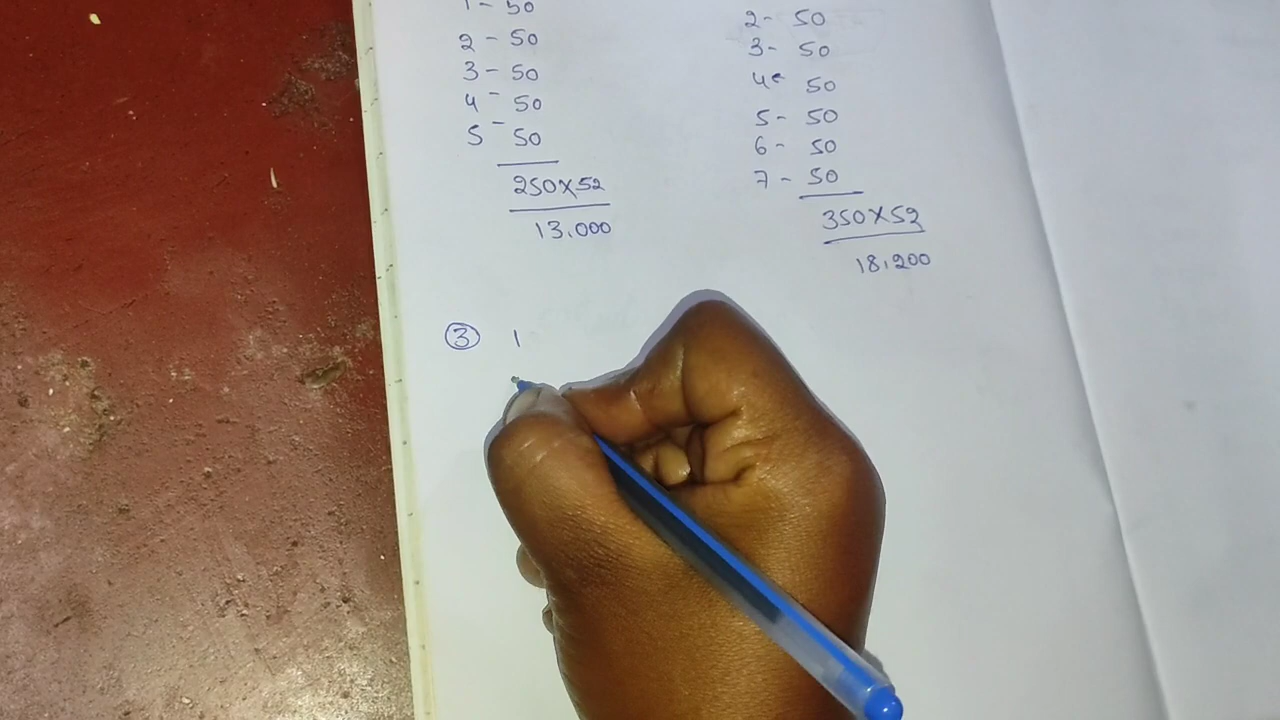 1 - 50
2 - 50
3 - 50
4 - 50
5 - 50
250X52
13,000
2- 50
3- 50
4- 50
5- 50
6- 50
7- 50
350X52
18,200
3 1